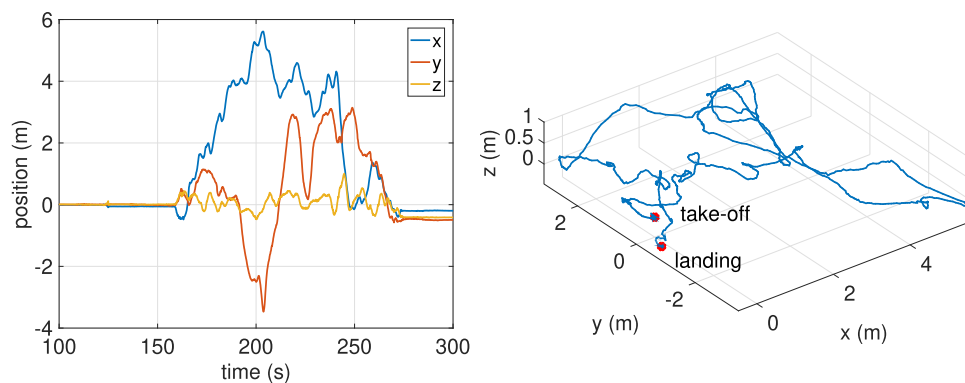 6
4
2
0
-2
-4
position (m)
x
y
z
100
150
200
250
300
time (s)
1
0.5
0
z (m)
2
0
-2
y (m)
0
2
4
x (m)
take-off
landing